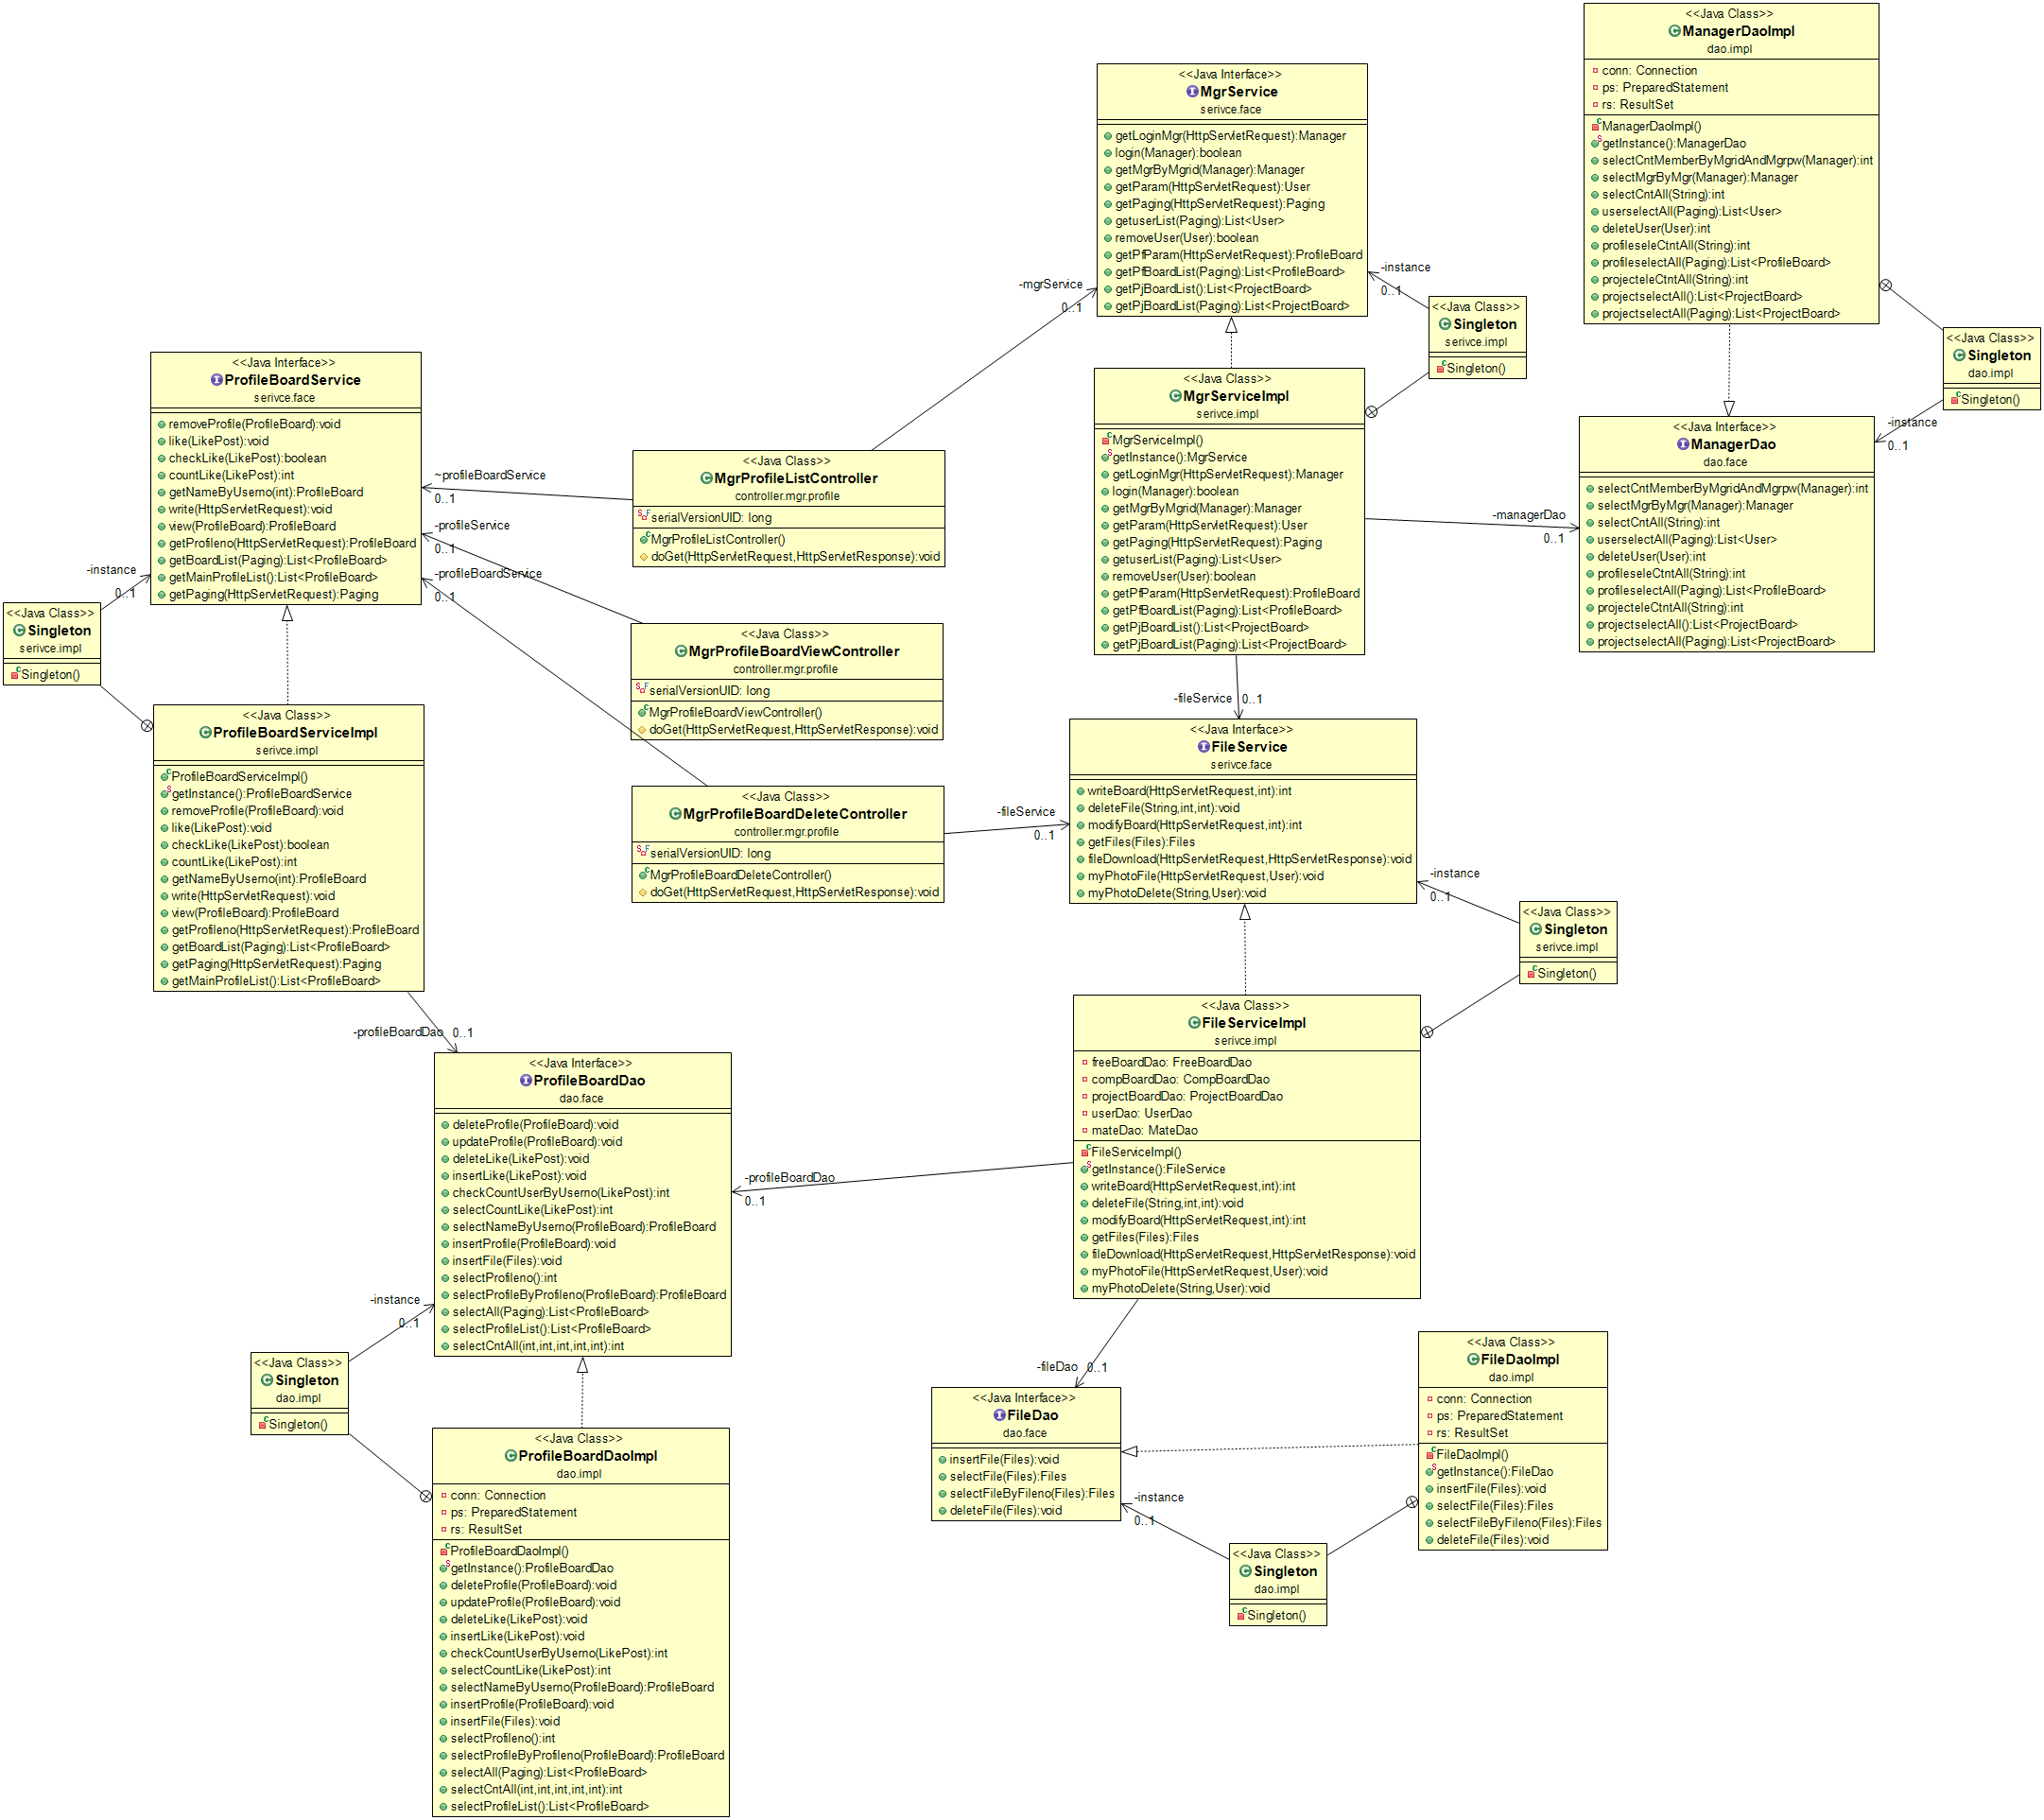 <<Java Class>>
ManagerDaoImpl
dao.impl
conn: Connection
ps: PreparedStatement
rs: ResultSet
ManagerDaoImpl()
getInstance():ManagerDao
selectCntMemberByMgridAndMgrpw(Manager):int
selectMgrByMgr(Manager):Manager
selectCntAll(String):int
userselectAll(Paging):List<User>
deleteUser(User):int
profileseleCtntAll(String):int
profileselectAll(Paging):List<ProfileBoard>
projecteleCtntAll(String):int
projectselectAll():List<ProjectBoard>
projectselectAll(Paging):List<ProjectBoard>
<<Java Interface>>
MgrService
serivce.face
getLoginMgr(HttpServletRequest):Manager
login(Manager):boolean
getMgrByMgrid(Manager):Manager
getParam(HttpServletRequest):User
getPaging(HttpServletRequest):Paging
getuserList(Paging):List<User>
removeUser(User):boolean
getPfParam(HttpServletRequest):ProfileBoard
getPfBoardList(Paging):List<ProfileBoard>
getPjBoardList():List<ProjectBoard>
getPjBoardList(Paging):List<ProjectBoard>
-mgrService
0..1
-instance
0..1
<<Java Class>>
Singleton
serivce.impl
Singleton()
<<Java Class>>
Singleton
dao.impl
Singleton()
-instance
0..1
<<Java Interface>>
ProfileBoardService
serivce.face
removeProfile(ProfileBoard):void
like(LikePost):void
checkLike(LikePost):boolean
countLike(LikePost):int
getNameByUserno(int):ProfileBoard
write(HttpServletRequest):void
view(ProfileBoard):ProfileBoard
getProfileno(HttpServletRequest):ProfileBoard
getBoardList(Paging):List<ProfileBoard>
getMainProfileList():List<ProfileBoard>
getPaging(HttpServletRequest):Paging
~profileBoardService
0..1
-profileService
0..1
-profileBoardService
0..1
<<Java Class>>
MgrProfileListController
controller.mgr.profile
serialVersionUID: long
MgrProfileListController()
doGet(HttpServletRequest,HttpServletResponse):void
<<Java Class>>
MgrServiceImpl
serivce.impl
MgrServiceImpl()
getInstance():MgrService
getLoginMgr(HttpServletRequest):Manager
login(Manager):boolean
getMgrByMgrid(Manager):Manager
getParam(HttpServletRequest):User
getPaging(HttpServletRequest):Paging
getuserList(Paging):List<User>
removeUser(User):boolean
getPfParam(HttpServletRequest):ProfileBoard
getPfBoardList(Paging):List<ProfileBoard>
getPjBoardList():List<ProjectBoard>
getPjBoardList(Paging):List<ProjectBoard>
-managerDao
0..1
<<Java Interface>>
ManagerDao
dao.face
selectCntMemberByMgridAndMgrpw(Manager):int
selectMgrByMgr(Manager):Manager
selectCntAll(String):int
userselectAll(Paging):List<User>
deleteUser(User):int
profileseleCtntAll(String):int
profileselectAll(Paging):List<ProfileBoard>
projecteleCtntAll(String):int
projectselectAll():List<ProjectBoard>
projectselectAll(Paging):List<ProjectBoard>
-instance
0..1
<<Java Class>>
Singleton
serivce.impl
Singleton()
<<Java Class>>
MgrProfileBoardViewController
controller.mgr.profile
serialVersionUID: long
MgrProfileBoardViewController()
doGet(HttpServletRequest,HttpServletResponse):void
-fileService
0..1
<<Java Class>>
ProfileBoardServiceImpl
serivce.impl
ProfileBoardServiceImpl()
getInstance():ProfileBoardService
removeProfile(ProfileBoard):void
like(LikePost):void
checkLike(LikePost):boolean
countLike(LikePost):int
getNameByUserno(int):ProfileBoard
write(HttpServletRequest):void
view(ProfileBoard):ProfileBoard
getProfileno(HttpServletRequest):ProfileBoard
getBoardList(Paging):List<ProfileBoard>
getPaging(HttpServletRequest):Paging
getMainProfileList():List<ProfileBoard>
<<Java Class>>
MgrProfileBoardDeleteController
controller.mgr.profile
serialVersionUID: long
MgrProfileBoardDeleteController()
doGet(HttpServletRequest,HttpServletResponse):void
-fileService
0..1
<<Java Interface>>
FileService
serivce.face
writeBoard(HttpServletRequest,int):int
deleteFile(String,int,int):void
modifyBoard(HttpServletRequest,int):int
getFiles(Files):Files
fileDownload(HttpServletRequest,HttpServletResponse):void
myPhotoFile(HttpServletRequest,User):void
myPhotoDelete(String,User):void
-instance
0..1
<<Java Class>>
Singleton
serivce.impl
Singleton()
-profileBoardDao
0..1
<<Java Class>>
FileServiceImpl
serivce.impl
freeBoardDao: FreeBoardDao
compBoardDao: CompBoardDao
projectBoardDao: ProjectBoardDao
userDao: UserDao
mateDao: MateDao
FileServiceImpl()
getInstance():FileService
writeBoard(HttpServletRequest,int):int
deleteFile(String,int,int):void
modifyBoard(HttpServletRequest,int):int
getFiles(Files):Files
fileDownload(HttpServletRequest,HttpServletResponse):void
myPhotoFile(HttpServletRequest,User):void
myPhotoDelete(String,User):void
<<Java Interface>>
ProfileBoardDao
dao.face
deleteProfile(ProfileBoard):void
updateProfile(ProfileBoard):void
deleteLike(LikePost):void
insertLike(LikePost):void
checkCountUserByUserno(LikePost):int
selectCountLike(LikePost):int
selectNameByUserno(ProfileBoard):ProfileBoard
insertProfile(ProfileBoard):void
insertFile(Files):void
selectProfileno():int
selectProfileByProfileno(ProfileBoard):ProfileBoard
selectAll(Paging):List<ProfileBoard>
selectProfileList():List<ProfileBoard>
selectCntAll(int,int,int,int,int):int
-profileBoardDao
0..1
-instance
0..1
<<Java Class>>
Singleton
dao.impl
Singleton()
-fileDao
0..1
<<Java Interface>>
FileDao
dao.face
insertFile(Files):void
selectFile(Files):Files
selectFileByFileno(Files):Files
deleteFile(Files):void
<<Java Class>>
FileDaoImpl
dao.impl
conn: Connection
ps: PreparedStatement
rs: ResultSet
FileDaoImpl()
getInstance():FileDao
insertFile(Files):void
selectFile(Files):Files
selectFileByFileno(Files):Files
deleteFile(Files):void
-instance
0..1
<<Java Class>>
Singleton
dao.impl
Singleton()
<<Java Class>>
ProfileBoardDaoImpl
dao.impl
conn: Connection
ps: PreparedStatement
rs: ResultSet
ProfileBoardDaoImpl()
getInstance():ProfileBoardDao
deleteProfile(ProfileBoard):void
updateProfile(ProfileBoard):void
deleteLike(LikePost):void
insertLike(LikePost):void
checkCountUserByUserno(LikePost):int
selectCountLike(LikePost):int
selectNameByUserno(ProfileBoard):ProfileBoard
insertProfile(ProfileBoard):void
insertFile(Files):void
selectProfileno():int
selectProfileByProfileno(ProfileBoard):ProfileBoard
selectAll(Paging):List<ProfileBoard>
selectCntAll(int,int,int,int,int):int
selectProfileList():List<ProfileBoard>